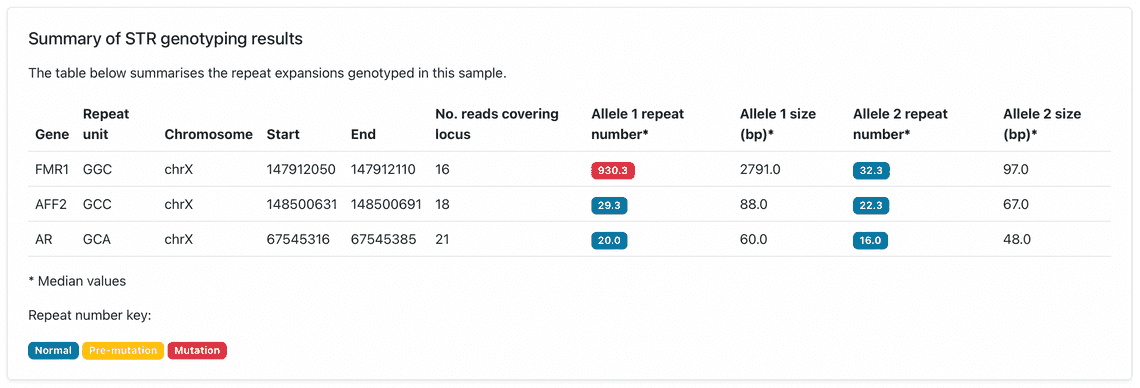 Summary of STR genotyping results
The table below summarises the repeat expansions genotyped in this sample.
Gene Repeat unit Chromosome Start End No. reads covering locus Allele 1 repeat number* Allele 1 size (bp)* Allele 2 repeat number* Allele 2 size (bp)*
FMR1 GGC chrX 147912050 147912110 16 930.3 2791.0 32.3 97.0
AFF2 GCC chrX 148500631 148500691 18 29.3 88.0 22.3 67.0
AR GCA chrX 67545316 67545385 21 20.0 60.0 16.0 48.0
* Median values
Repeat number key:
Normal Pre-mutation Mutation